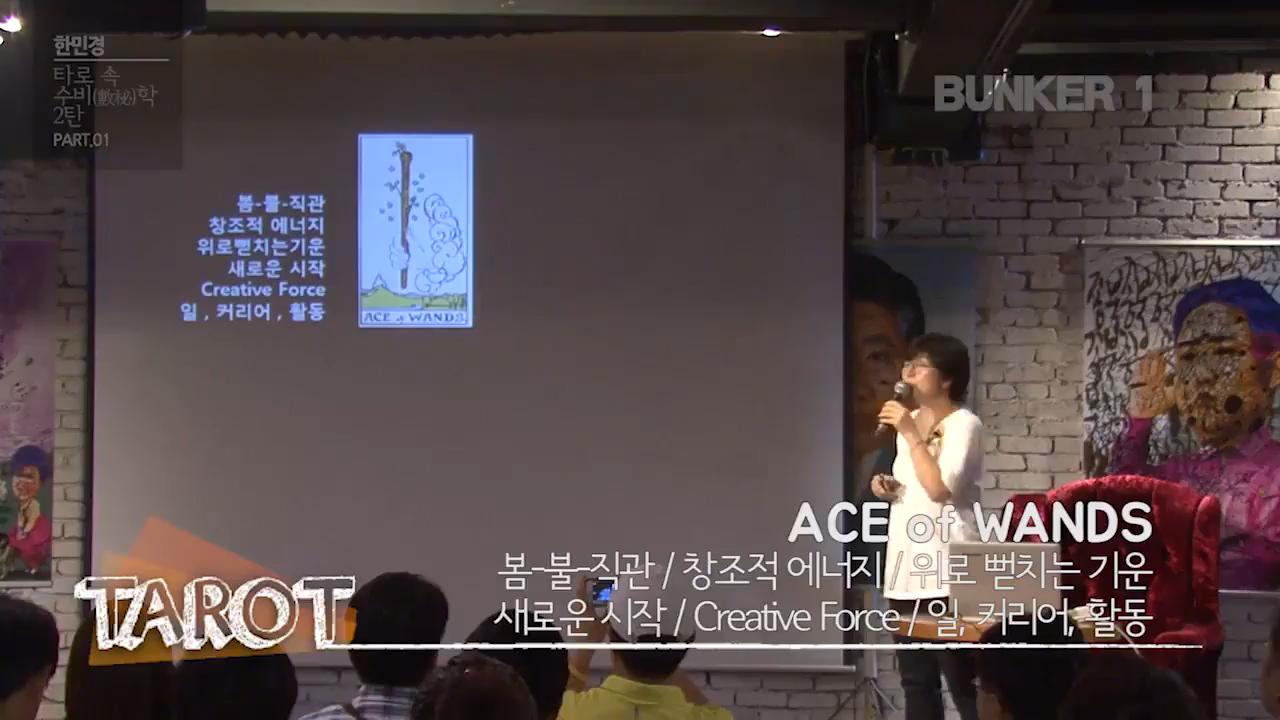 한민경
타로 속
수비(數秘)학
2탄
PART.01
BUNKER 1
봄-불-직관
창조적 에너지
위로뻗치는기운
새로운 시작
Creative Force
일 , 커리어 , 활동
ACE of WANDS.
ACE of WANDS
봄-불-직관 / 창조적 에너지 / 위로 뻗치는 기운
새로운 시작 / Creative Force / 일, 커리어, 활동
TAROT